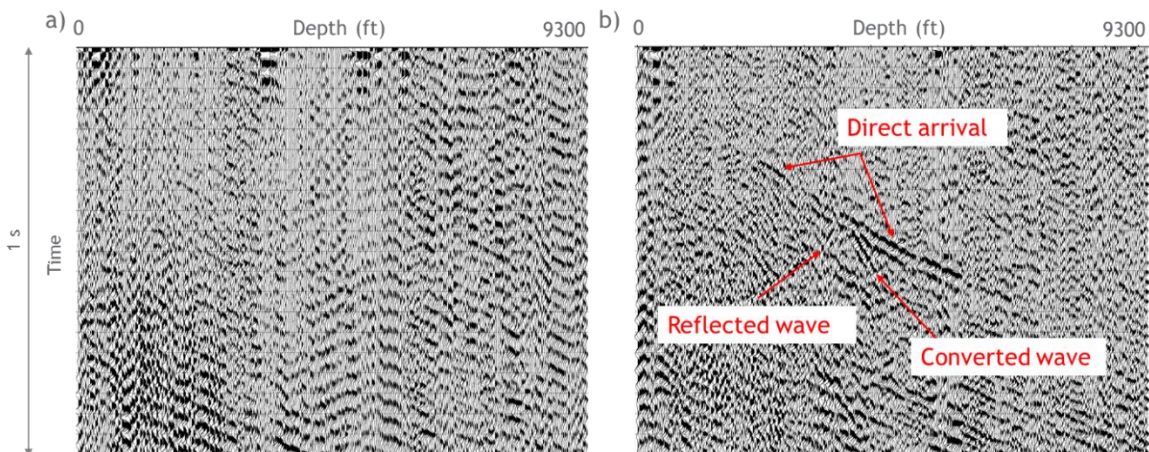 a) 0 Depth (ft) 9300
b) 0 Depth (ft) 9300
1 s
Time
Direct arrival
Reflected wave
Converted wave